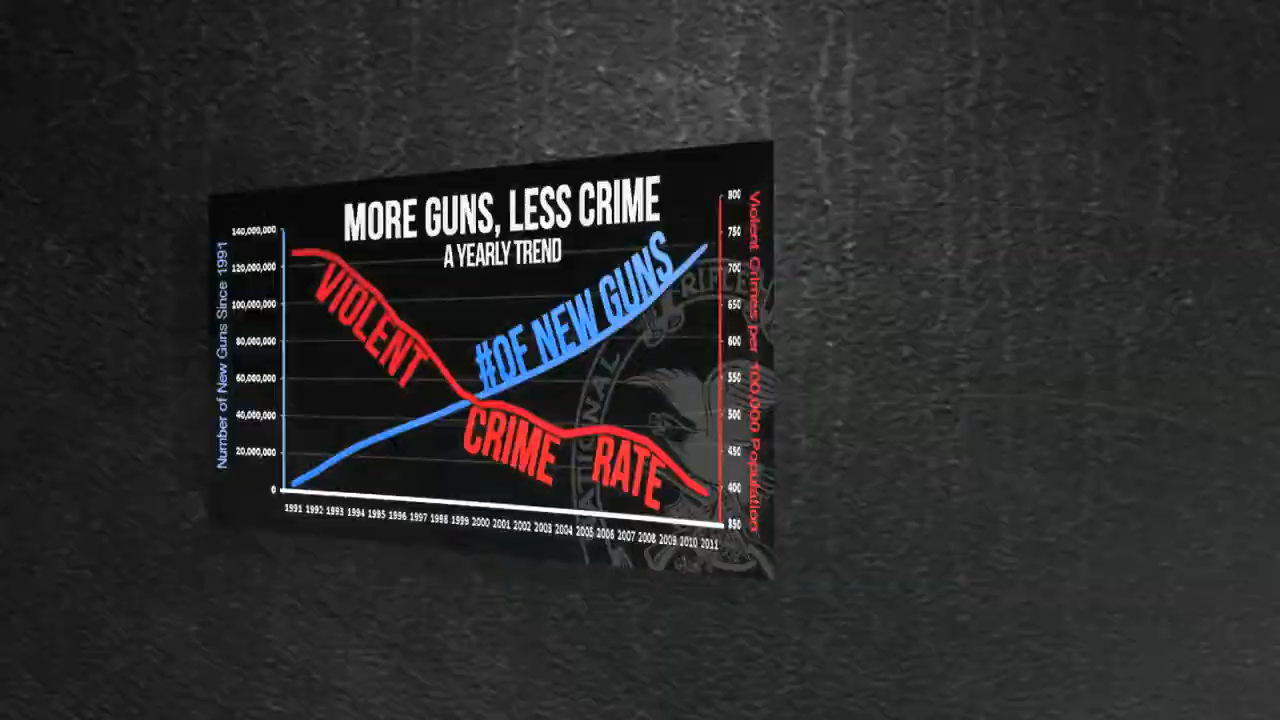 MORE GUNS, LESS CRIME
A YEARLY TREND
Number of New Guns Since 1991
140,000,000
120,000,000
100,000,000
80,000,000
60,000,000
40,000,000
20,000,000
0
VIOLENT
CRIME
RATE
#OF NEW GUNS
800
750
700
650
600
550
500
450
400
350
Violent Crimes per 100,000 Population
1991 1992 1993 1994 1995 1996 1997 1998 1999 2000 2001 2002 2003 2004 2005 2006 2007 2008 2009 2010 2011
RIFLE